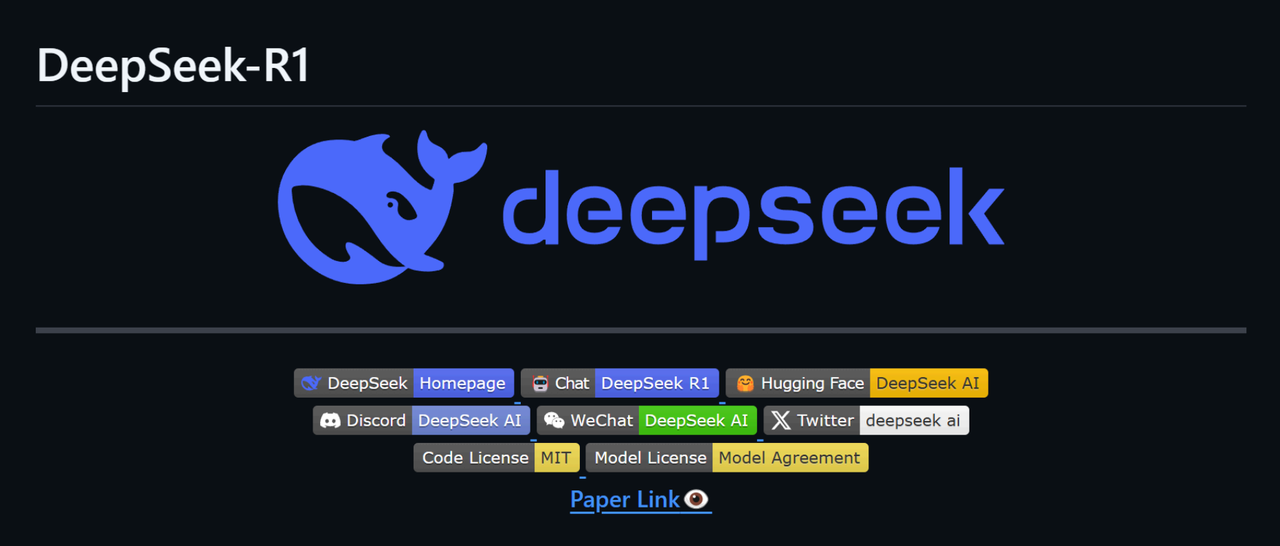 DeepSeek-R1
deepseek
DeepSeek Homepage Chat DeepSeek R1 Hugging Face DeepSeek AI
Discord DeepSeek AI WeChat DeepSeek AI Twitter deepseek ai
Code License MIT Model License Model Agreement
Paper Link👁️